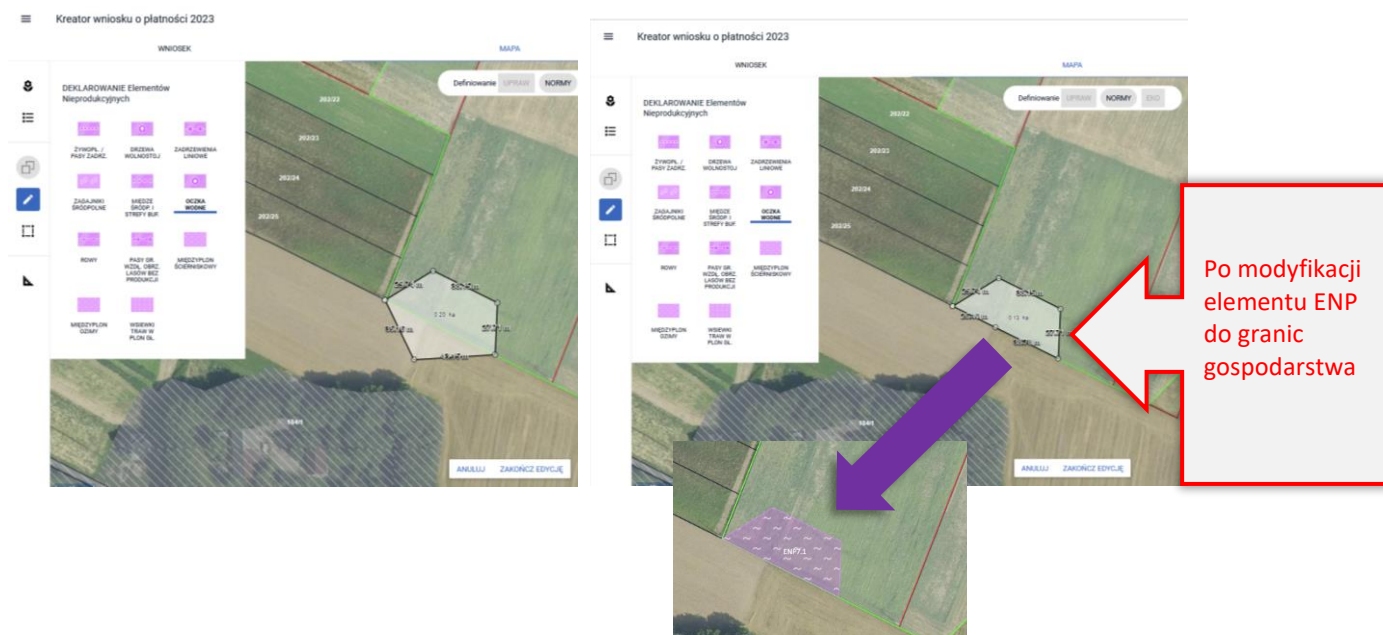 Kreator wniosku o płatności 2023
WNIOSEK
MAPA
DEKLAROWANIE Elementów
Nieprodukcyjnych
Definiowanie UPRAW NORMY
ŻYWOPŁ. /
PASY ZADRZ.
DRZEWA
WOLNOSTOJ.
ZADRZEWIENIA
LINIOWE
ZAGAJNIKI
ŚRÓDPOLNE
MIEDZE
ŚRÓDP. I
STREFY BUF.
OCZKA
WODNE
ROWY
PASY GR.
WZDŁ. OBRZ.
LASÓW BEZ
PRODUKCJI
MIĘDZYPLON
ŚCIERNISKOWY
MIĘDZYPLON
OZIMY
WSIEWKI
TRAW W
PLON GŁ.
202/22
202/23
202/24
202/25
184/1
ANULUJ ZAKOŃCZ EDYCJĘ
Kreator wniosku o płatności 2023
WNIOSEK
MAPA
DEKLAROWANIE Elementów
Nieprodukcyjnych
Definiowanie UPRAW NORMY EKO
ŻYWOPŁ. /
PASY ZADRZ.
DRZEWA
WOLNOSTOJ.
ZADRZEWIENIA
LINIOWE
ZAGAJNIKI
ŚRÓDPOLNE
MIEDZE
ŚRÓDP. I
STREFY BUF.
OCZKA
WODNE
ROWY
PASY GR.
WZDŁ. OBRZ.
LASÓW BEZ
PRODUKCJI
MIĘDZYPLON
ŚCIERNISKOWY
MIĘDZYPLON
OZIMY
WSIEWKI
TRAW W
PLON GŁ.
202/22
202/23
202/24
202/25
184/1
ANULUJ ZAKOŃCZ EDYCJĘ
Po modyfikacji
elementu ENP
do granic
gospodarstwa
ENP7.1